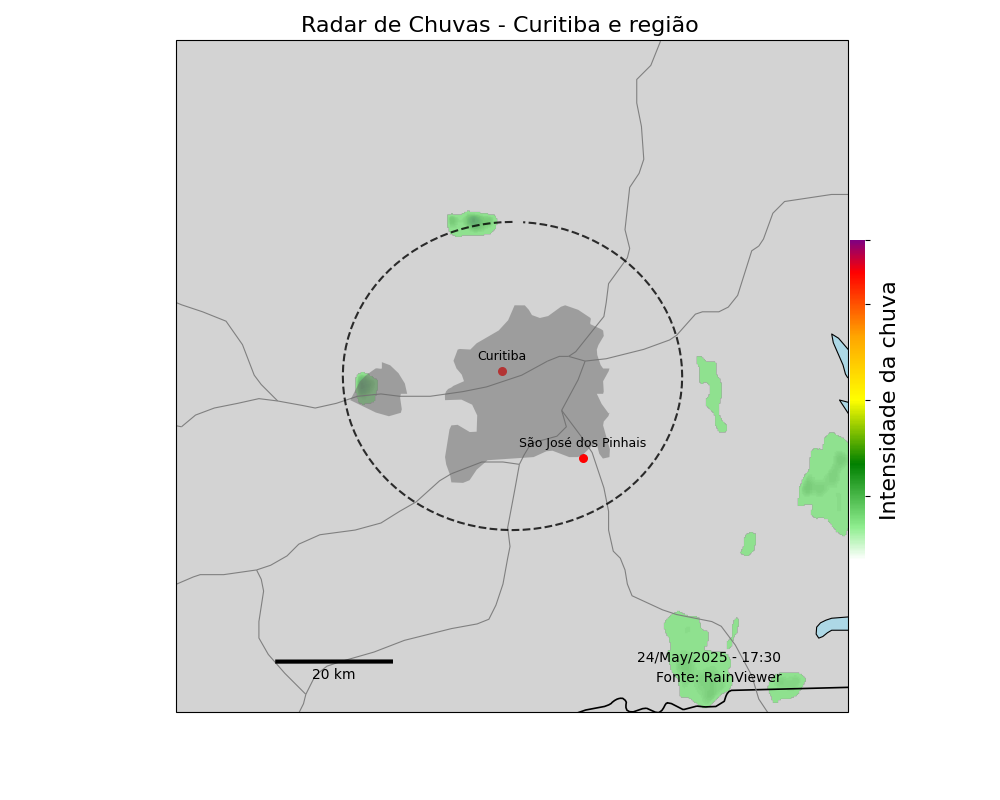 Radar de Chuvas - Curitiba e região
Curitiba
São José dos Pinhais
Intensidade da chuva
24/May/2025 - 17:30
Fonte: RainViewer
20 km